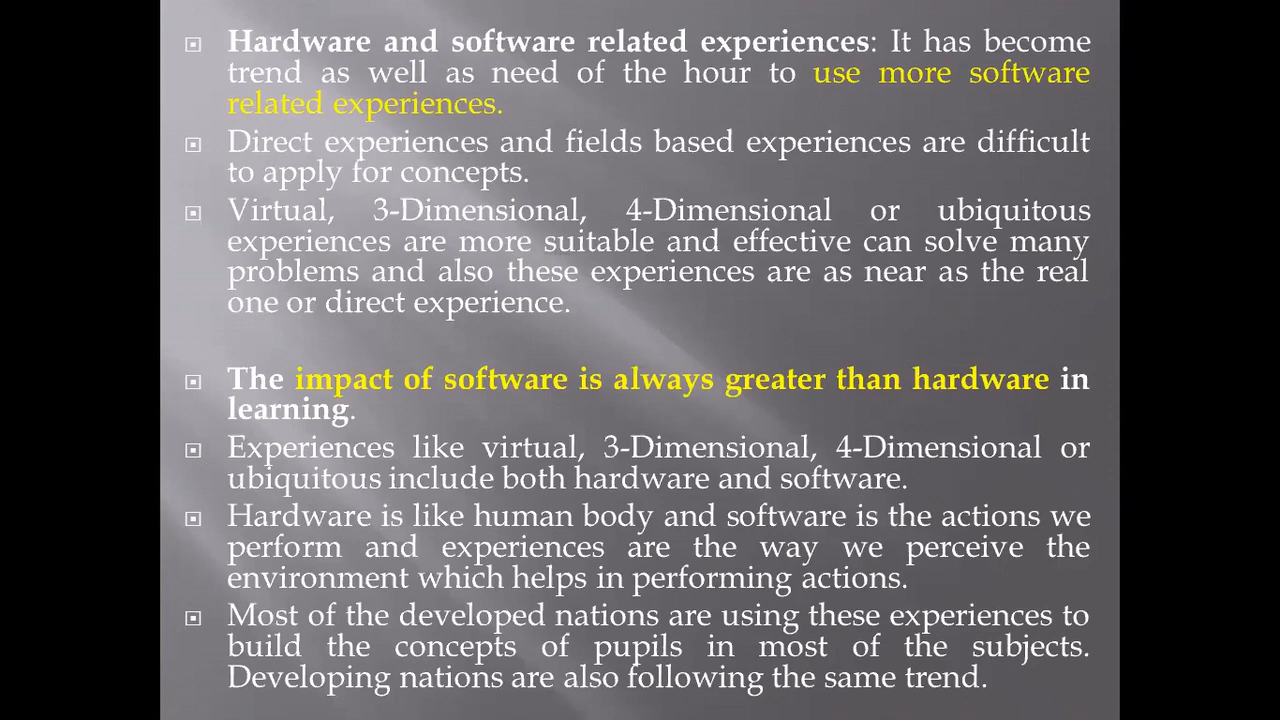 Hardware and software related experiences: It has become
trend as well as need of the hour to use more software
related experiences.
Direct experiences and fields based experiences are difficult
to apply for concepts.
Virtual, 3-Dimensional, 4-Dimensional or ubiquitous
experiences are more suitable and effective can solve many
problems and also these experiences are as near as the real
one or direct experience.
The impact of software is always greater than hardware in
learning.
Experiences like virtual, 3-Dimensional, 4-Dimensional or
ubiquitous include both hardware and software.
Hardware is like human body and software is the actions we
perform and experiences are the way we perceive the
environment which helps in performing actions.
Most of the developed nations are using these experiences to
build the concepts of pupils in most of the subjects.
Developing nations are also following the same trend.